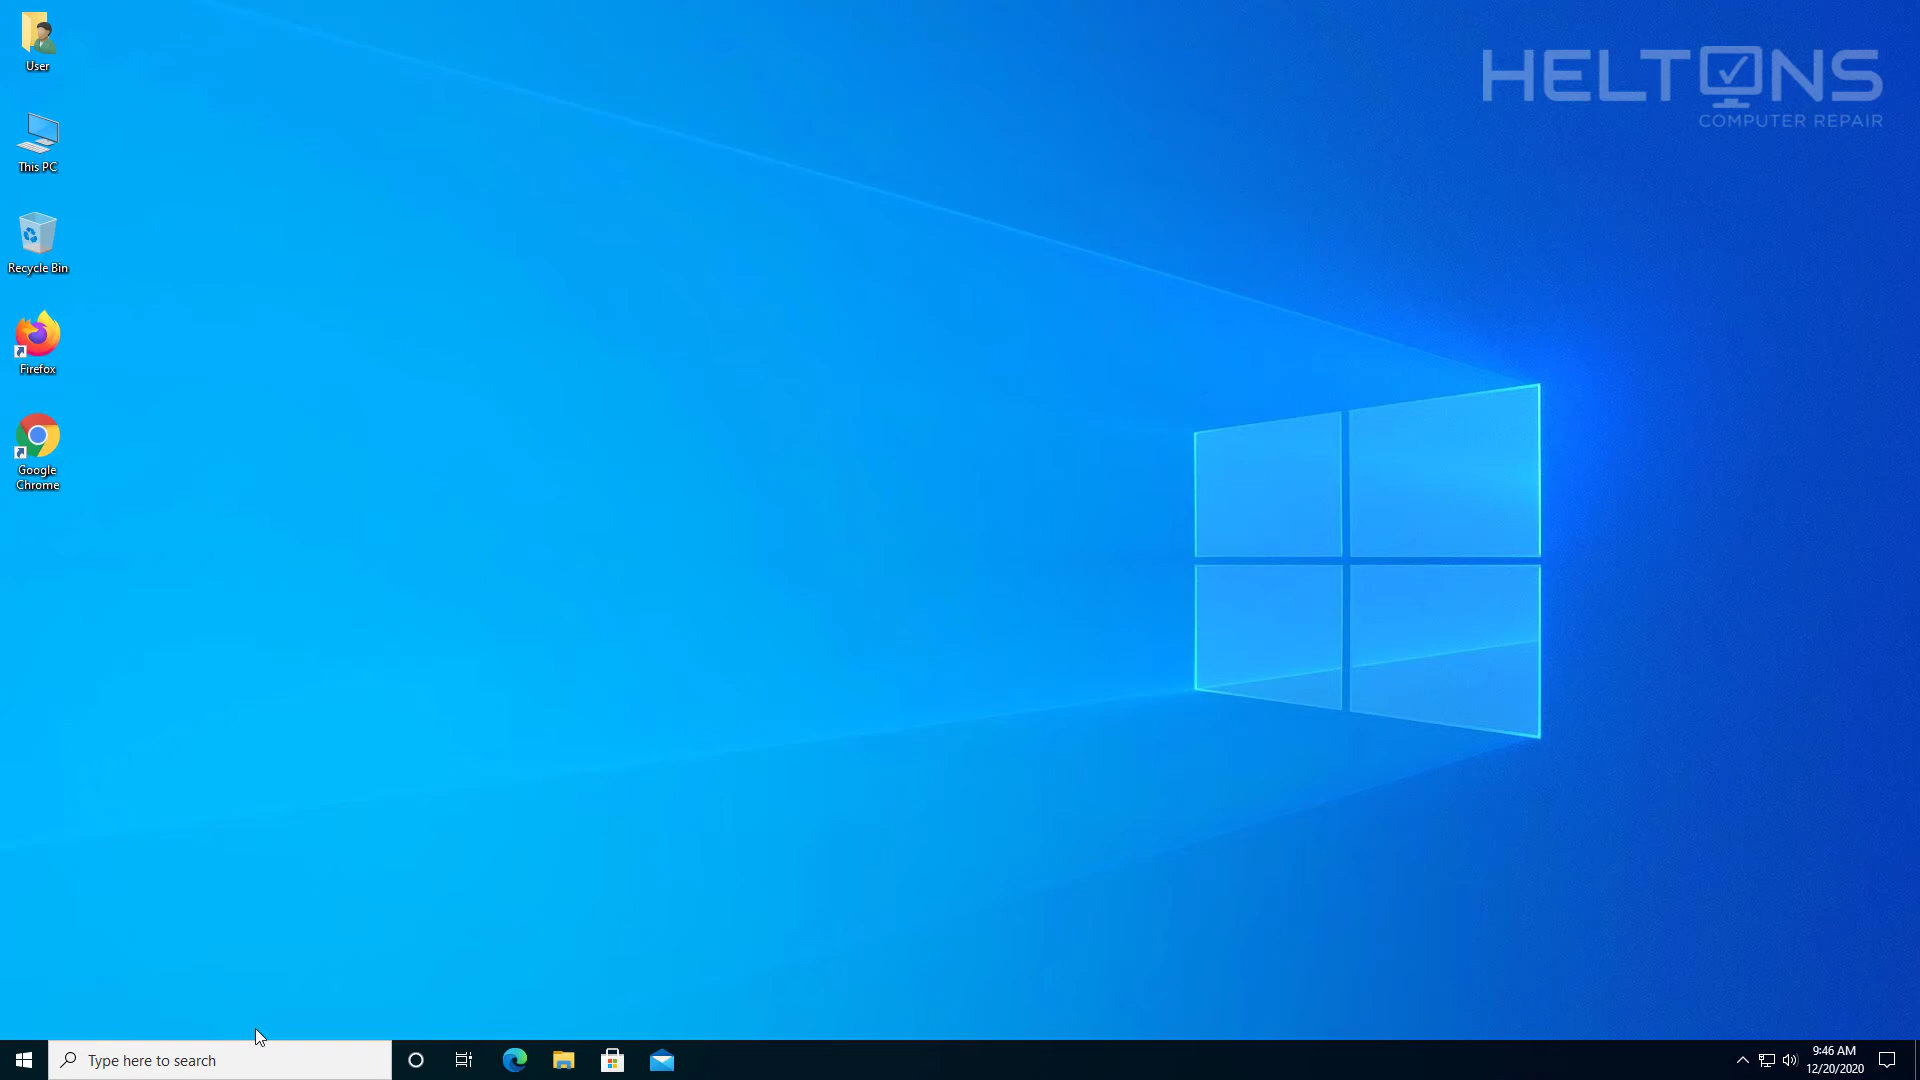 User
HELTONS
COMPUTER REPAIR
This PC
Recycle Bin
Firefox
Google
Chrome
Type here to search
9:46 AM
12/20/2020